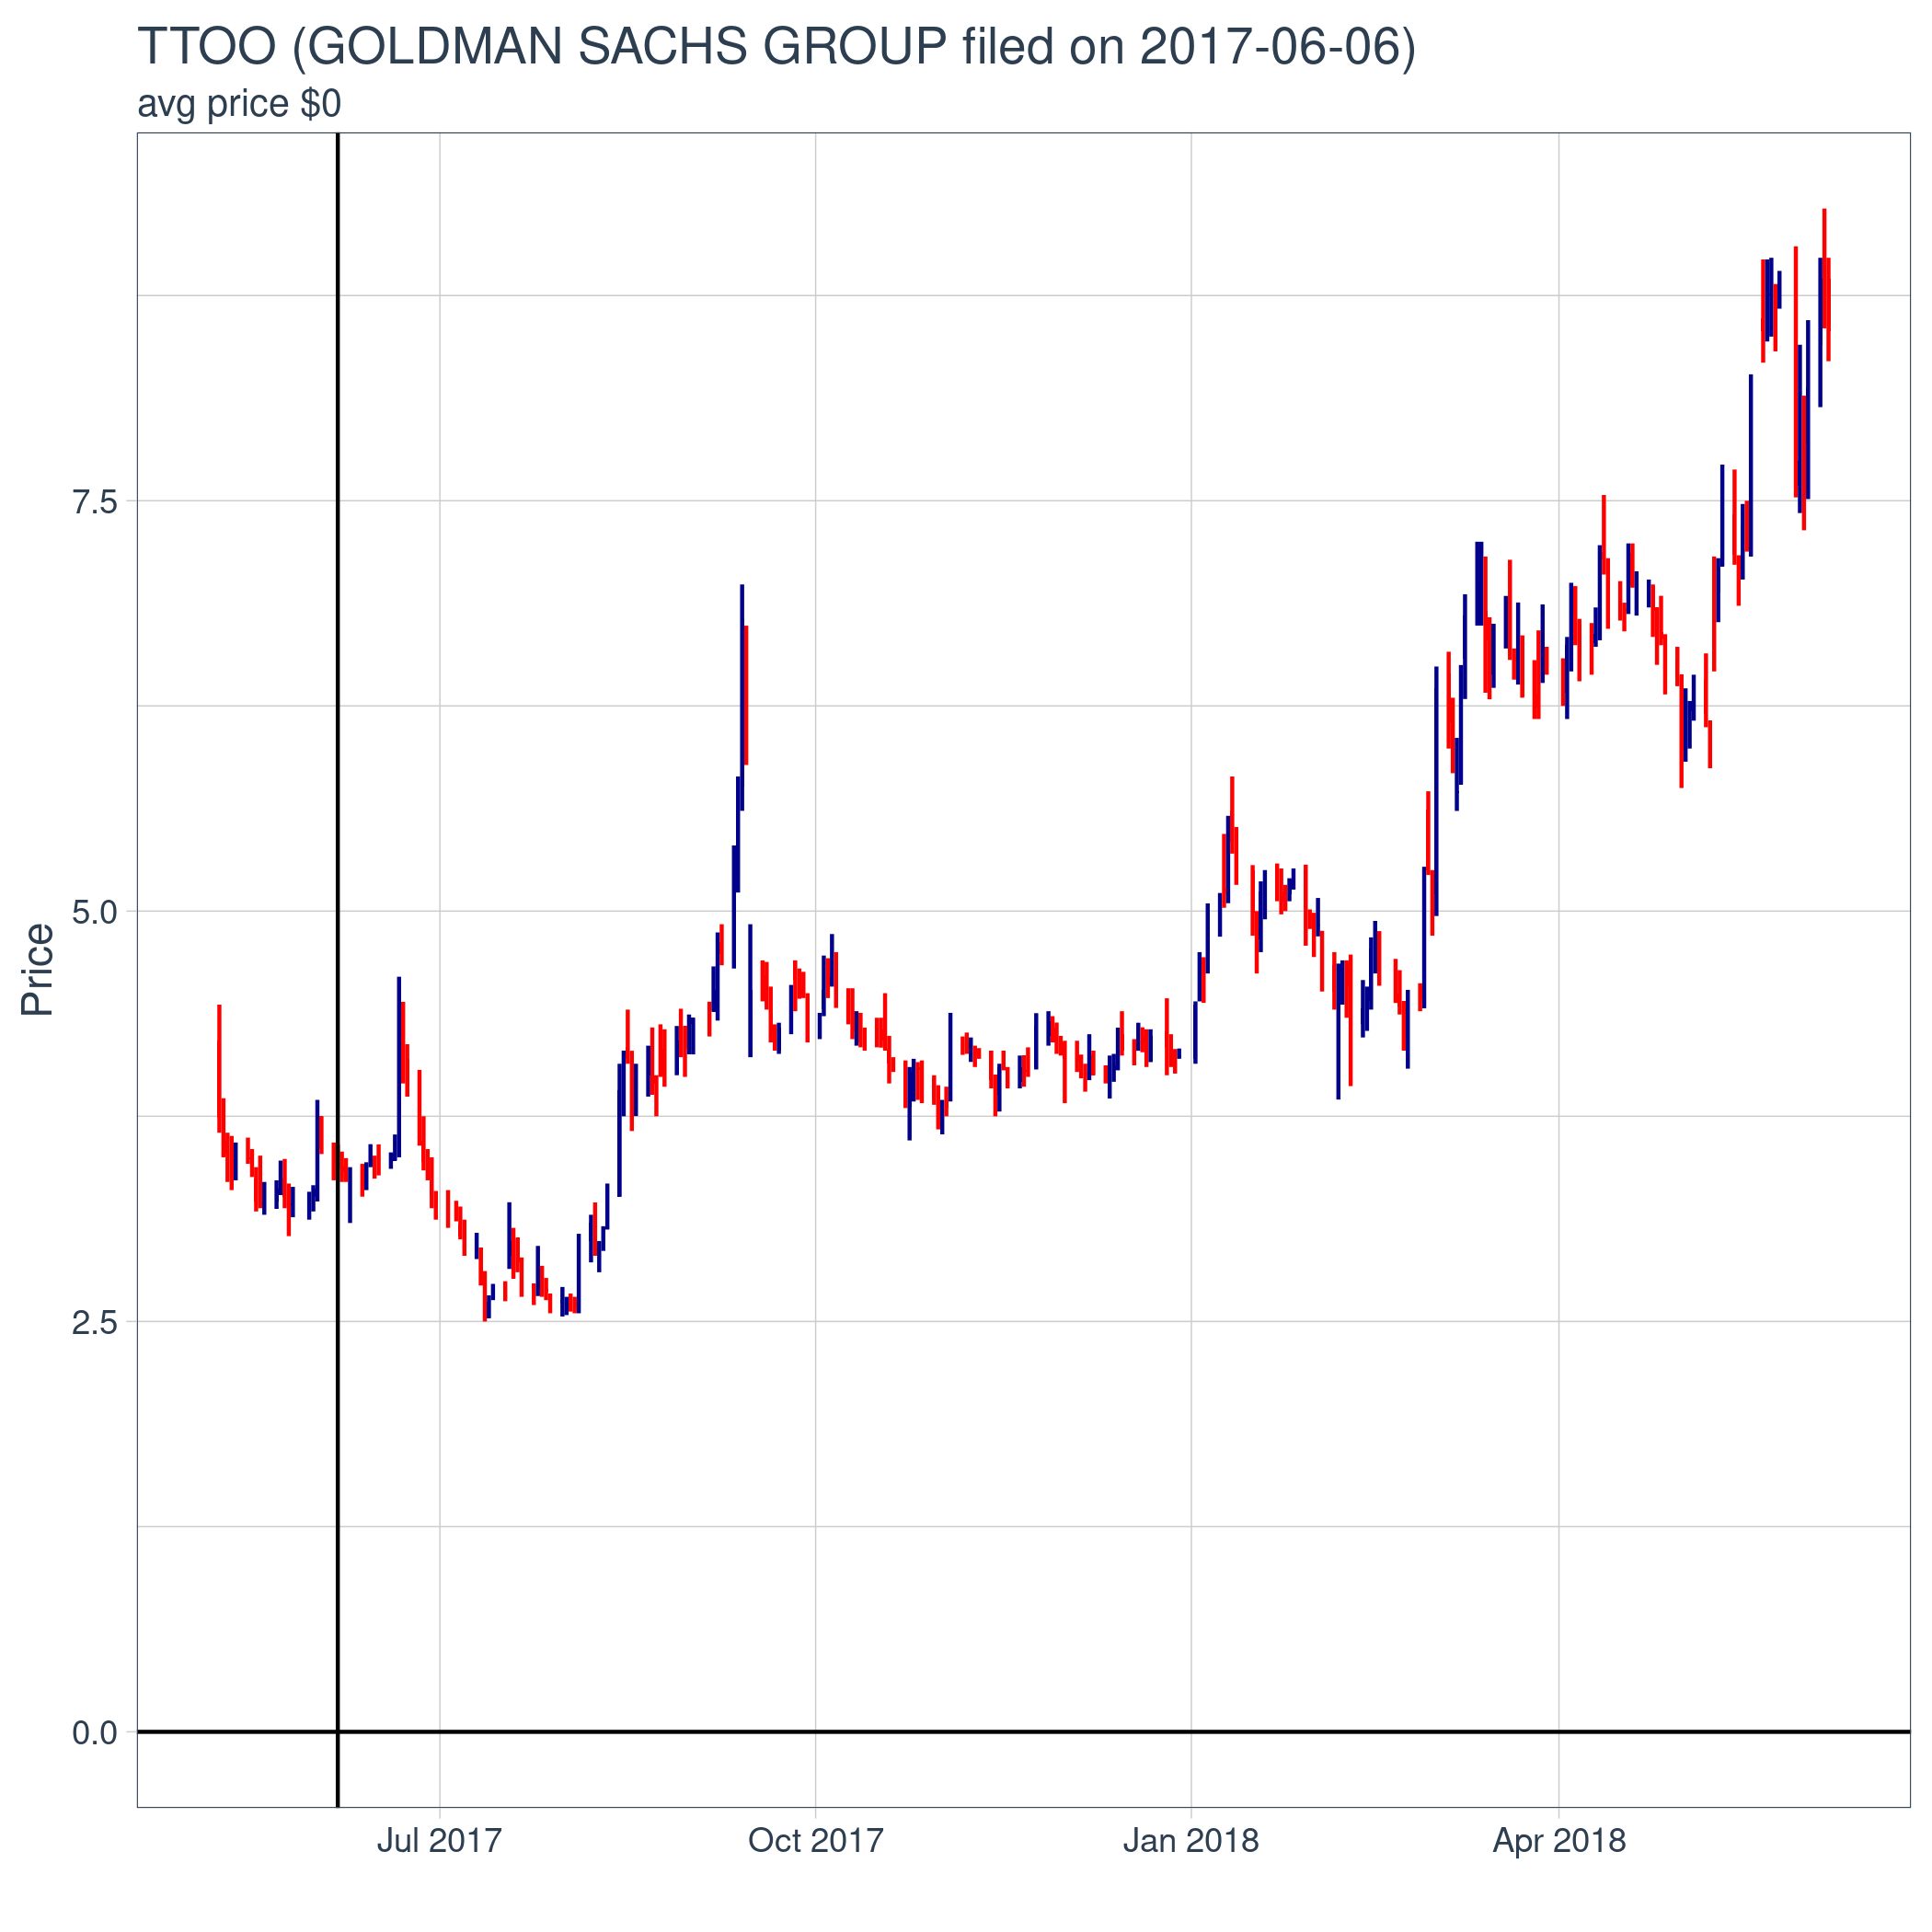 TTOO (GOLDMAN SACHS GROUP filed on 2017-06-06)
avg price $0
Price
7.5
5.0
2.5
0.0
Jul 2017
Oct 2017
Jan 2018
Apr 2018